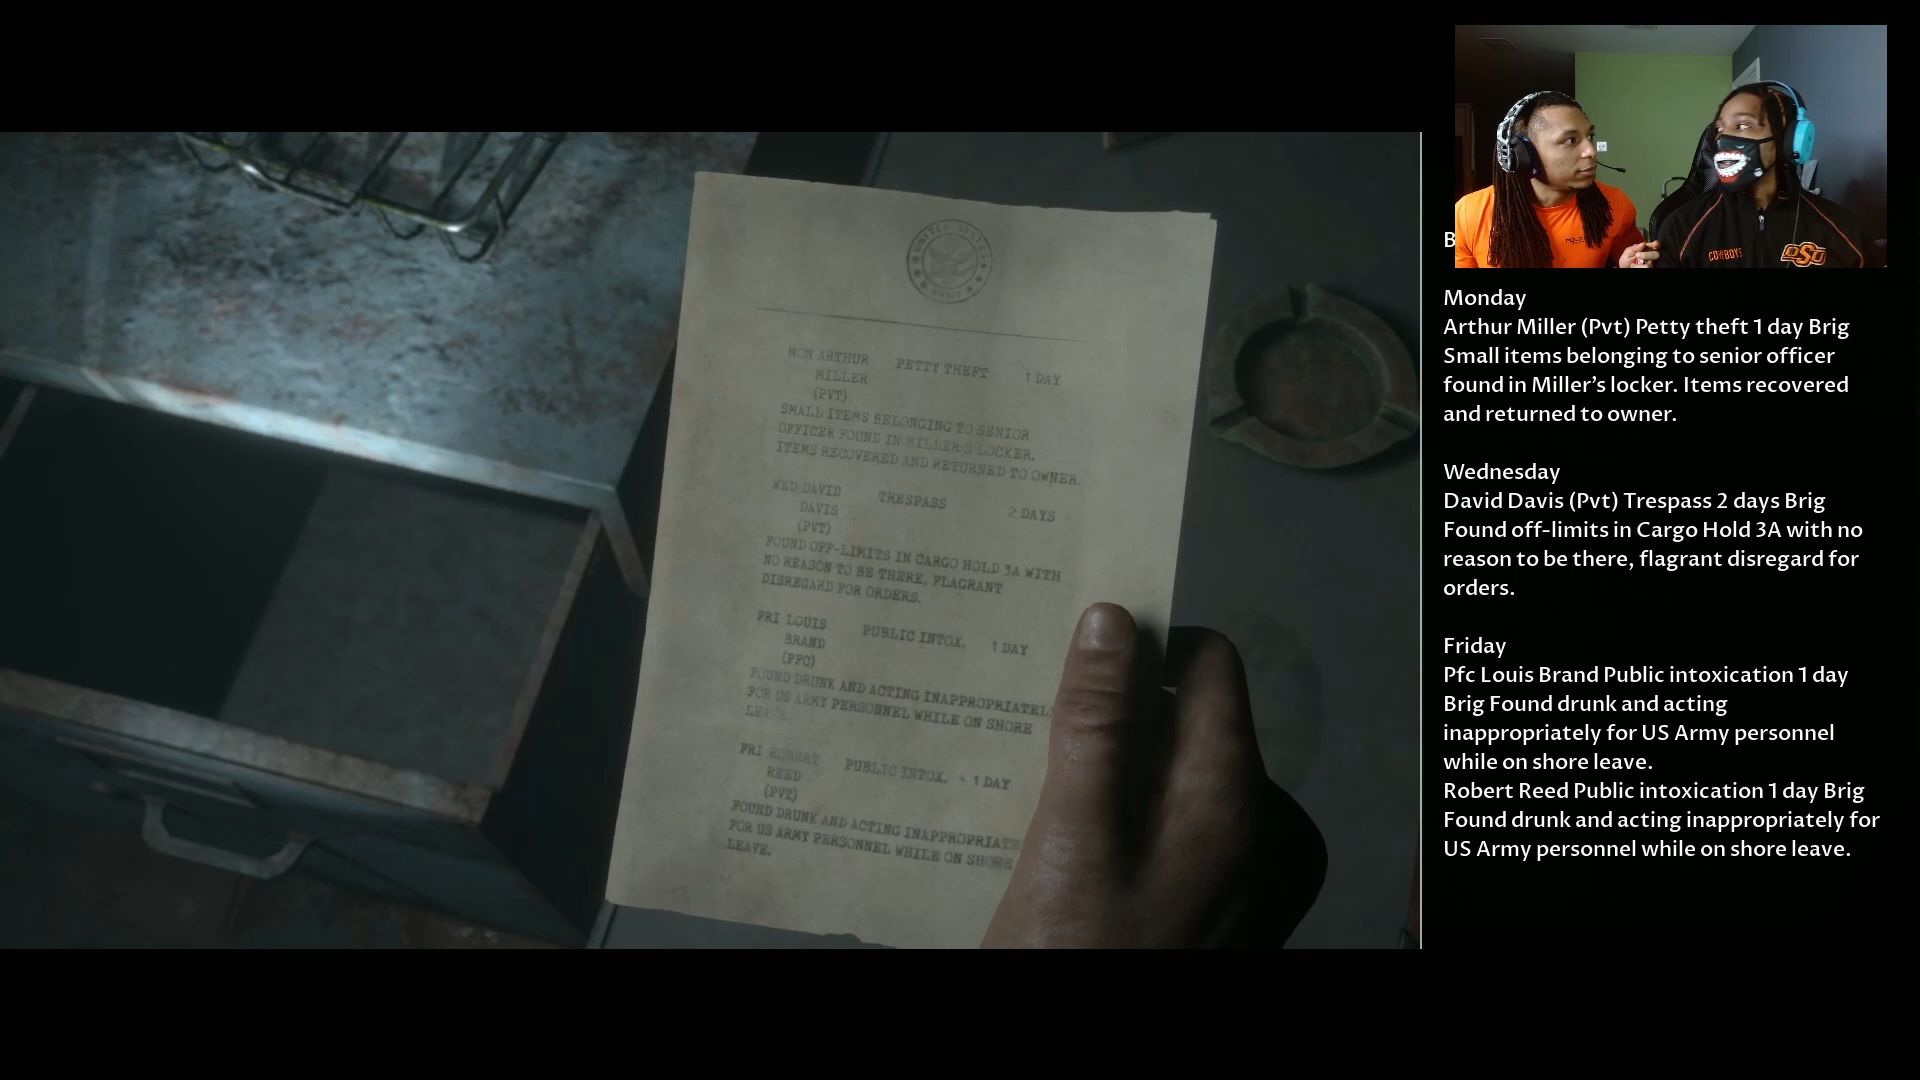 UNITED STATES
ARMY
MON ARTHUR PETTY THEFT 1 DAY
MILLER
(PVT)
SMALL ITEMS BELONGING TO SENIOR
OFFICER FOUND IN MILLER'S LOCKER.
ITEMS RECOVERED AND RETURNED TO OWNER.
WED DAVID TRESPASS 2 DAYS
DAVIS
(PVT)
FOUND OFF-LIMITS IN CARGO HOLD 3A WITH
NO REASON TO BE THERE, FLAGRANT
DISREGARD FOR ORDERS.
FRI LOUIS PUBLIC INTOX. 1 DAY
BRAND
(PFC)
FOUND DRUNK AND ACTING INAPPROPRIATEL
FOR US ARMY PERSONNEL WHILE ON SHORE
LEAVE.
FRI ROBERT PUBLIC INTOX. 1 DAY
REED
(PV2)
FOUND DRUNK AND ACTING INAPPROPRIATE
FOR US ARMY PERSONNEL WHILE ON SHORE
LEAVE.
B
Monday
Arthur Miller (Pvt) Petty theft 1 day Brig
Small items belonging to senior officer
found in Miller's locker. Items recovered
and returned to owner.
Wednesday
David Davis (Pvt) Trespass 2 days Brig
Found off-limits in Cargo Hold 3A with no
reason to be there, flagrant disregard for
orders.
Friday
Pfc Louis Brand Public intoxication 1 day
Brig Found drunk and acting
inappropriately for US Army personnel
while on shore leave.
Robert Reed Public intoxication 1 day Brig
Found drunk and acting inappropriately for
US Army personnel while on shore leave.
COWBOYS
OSU